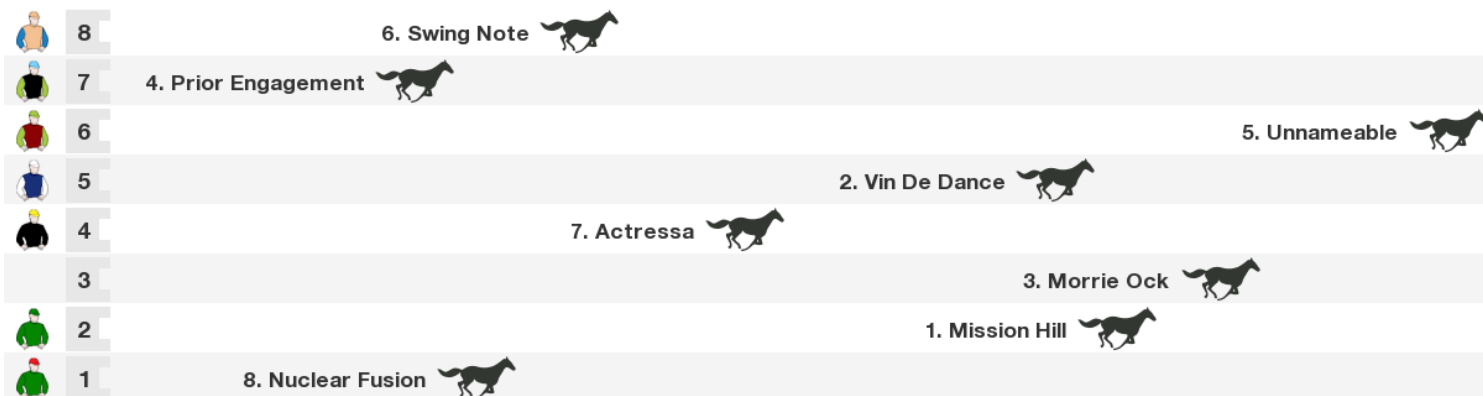 8 6. Swing Note
7 4. Prior Engagement
6 5. Unnameable
5 2. Vin De Dance
4 7. Actressa
3 3. Morrie Ock
2 1. Mission Hill
1 8. Nuclear Fusion